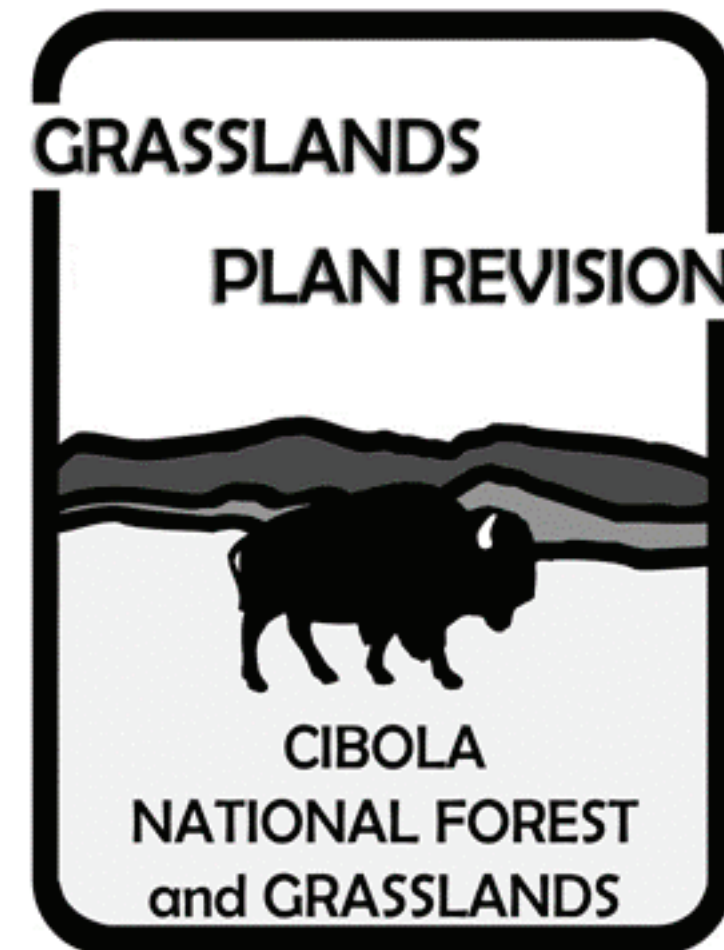 GRASSLANDS
PLAN REVISION
CIBOLA
NATIONAL FOREST
and GRASSLANDS